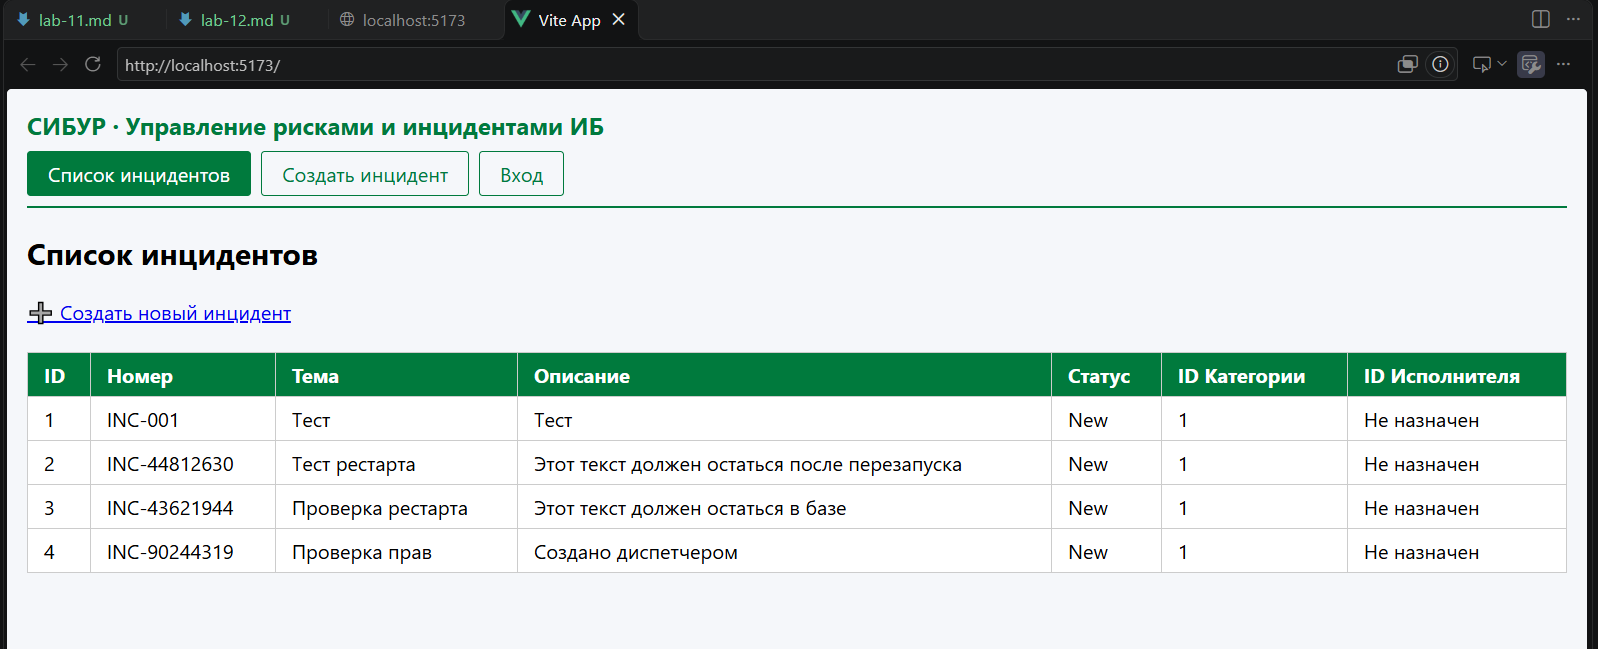 lab-11.md U lab-12.md U localhost:5173 Vite App
http://localhost:5173/
СИБУР · Управление рисками и инцидентами ИБ
Список инцидентов Создать инцидент Вход
Список инцидентов
Создать новый инцидент
ID Номер Тема Описание Статус ID Категории ID Исполнителя
1 INC-001 Тест Тест New 1 Не назначен
2 INC-44812630 Тест рестарта Этот текст должен остаться после перезапуска New 1 Не назначен
3 INC-43621944 Проверка рестарта Этот текст должен остаться в базе New 1 Не назначен
4 INC-90244319 Проверка прав Создано диспетчером New 1 Не назначен